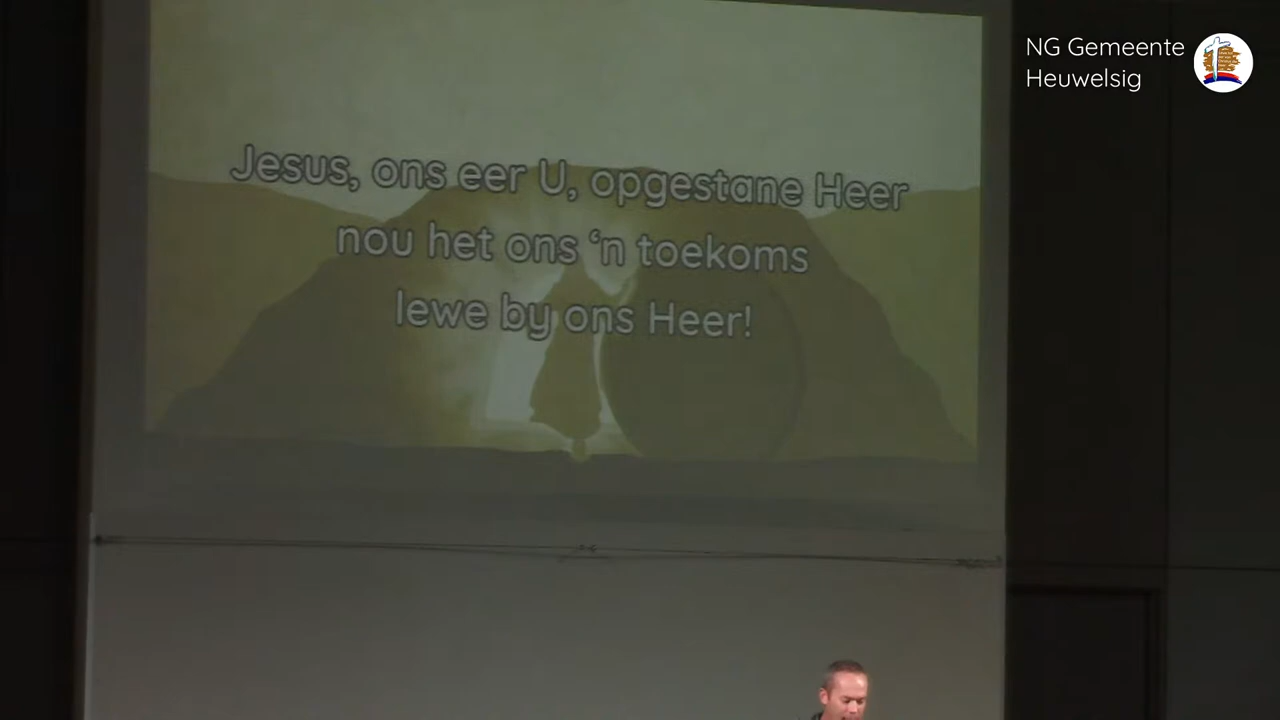 NG Gemeente
Heuwelsig
Jesus, ons eer U, opgestane Heer
nou het ons ‘n toekoms
lewe by ons Heer!